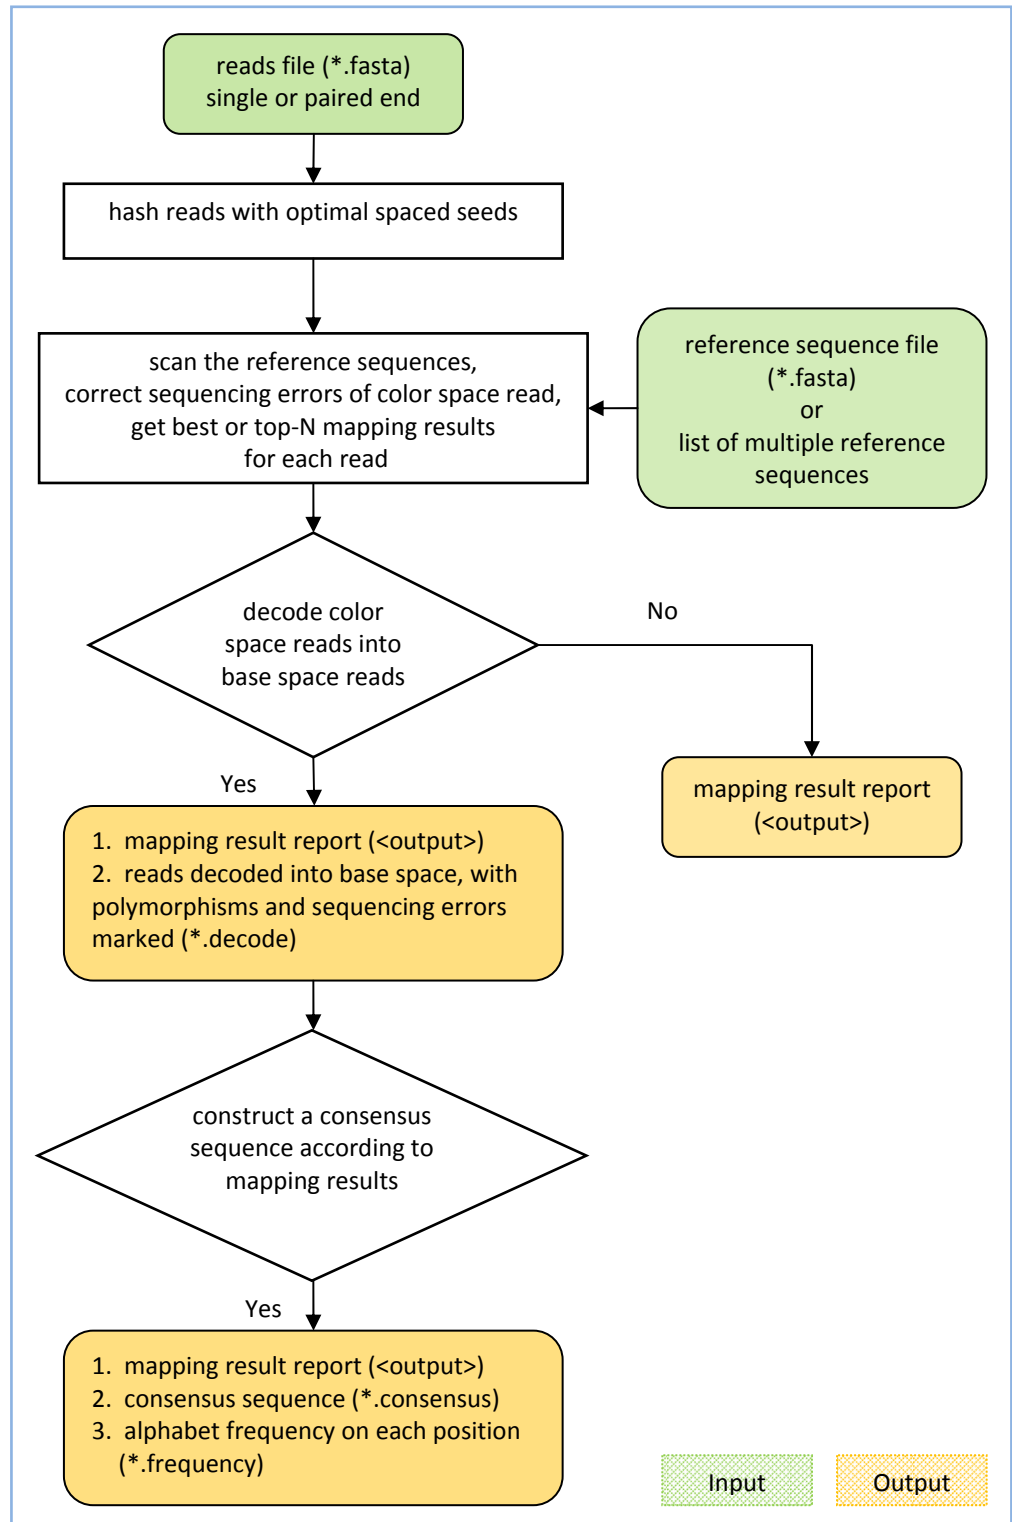 reads file (*.fasta)
single or paired end
hash reads with optimal spaced seeds
scan the reference sequences,
correct sequencing errors of color space read,
get best or top-N mapping results
for each read
reference sequence file
(*.fasta)
or
list of multiple reference
sequences
decode color
space reads into
base space reads
No
Yes
mapping result report
(<output>)
1. mapping result report (<output>)
2. reads decoded into base space, with
polymorphisms and sequencing errors
marked (*.decode)
construct a consensus
sequence according to
mapping results
Yes
1. mapping result report (<output>)
2. consensus sequence (*.consensus)
3. alphabet frequency on each position
(*.frequency)
Input
Output